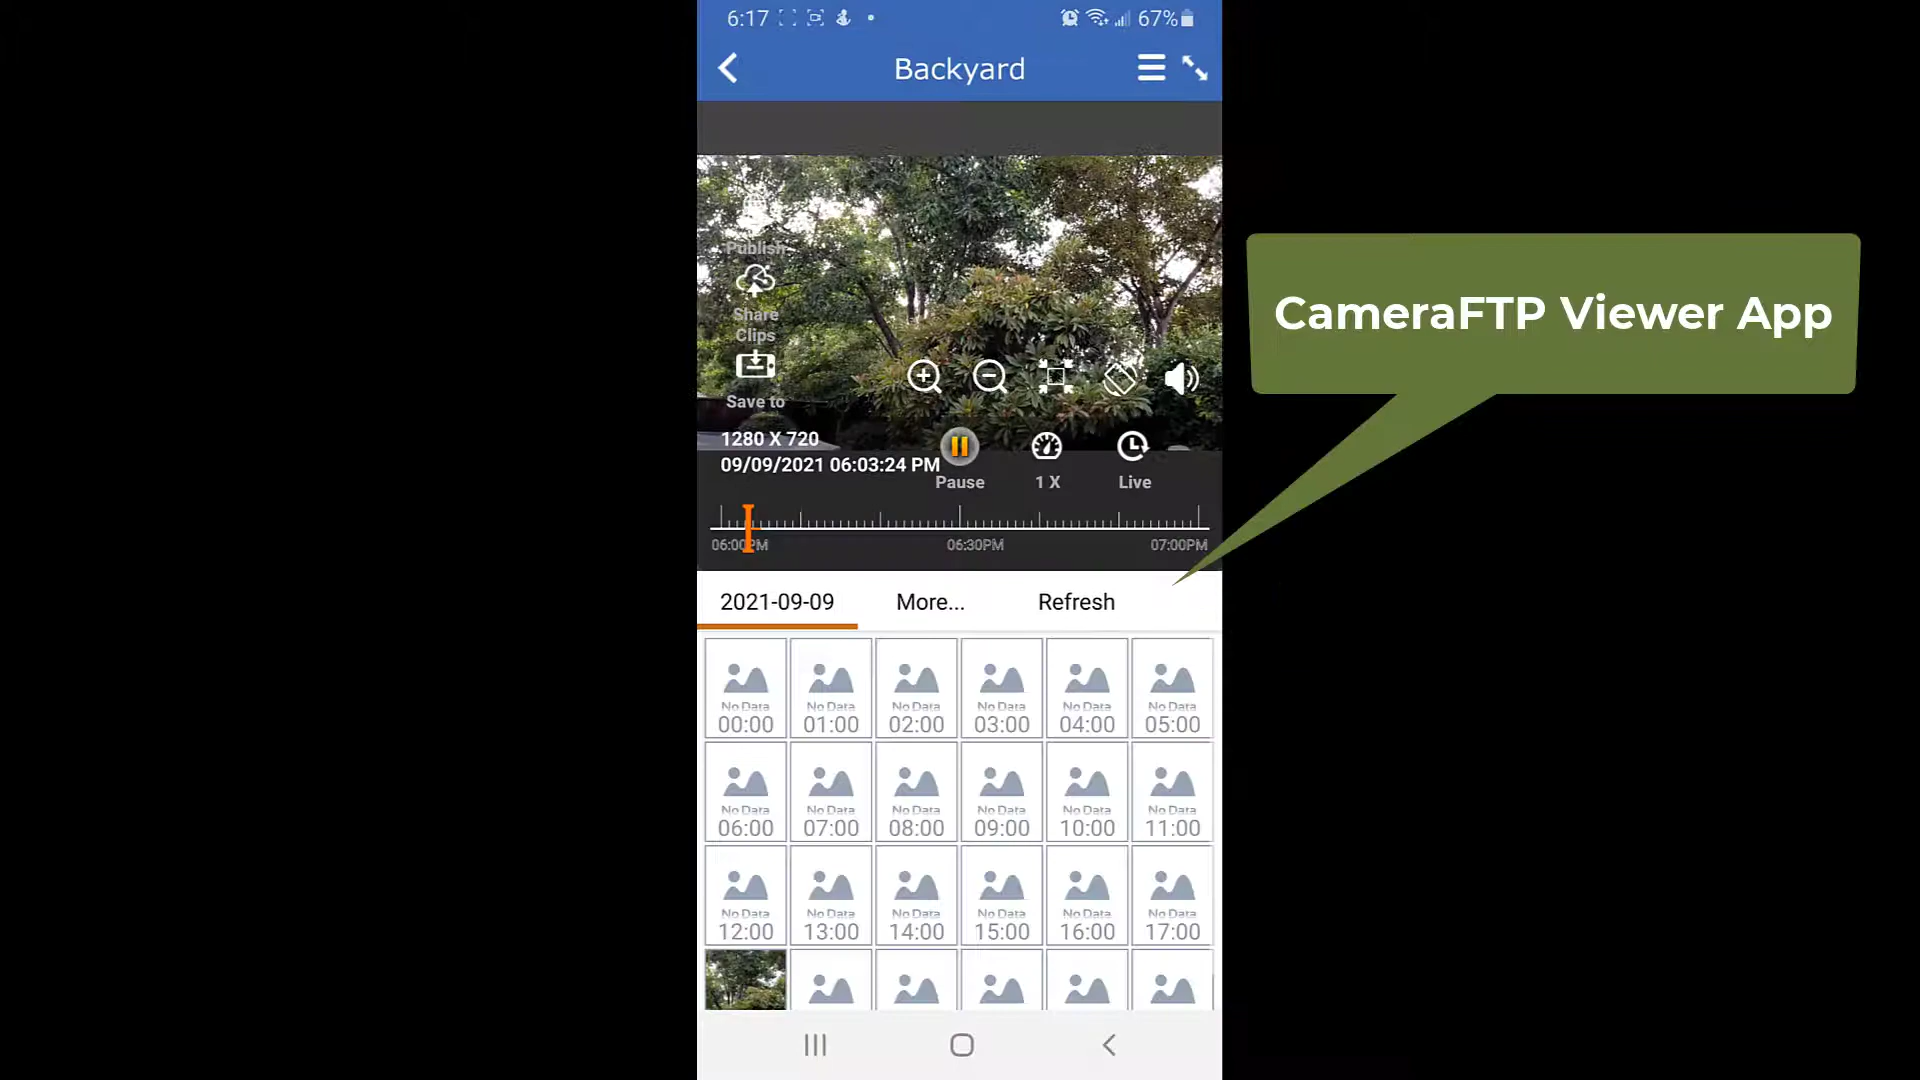 6:17
67%
Backyard
Publish
Share
Clips
Save to
1280 X 720
09/09/2021 06:03:24 PM
Pause
1 X
Live
06:00PM
06:30PM
07:00PM
2021-09-09
More...
Refresh
No Data No Data No Data No Data No Data No Data
00:00 01:00 02:00 03:00 04:00 05:00
No Data No Data No Data No Data No Data No Data
06:00 07:00 08:00 09:00 10:00 11:00
No Data No Data No Data No Data No Data No Data
12:00 13:00 14:00 15:00 16:00 17:00
CameraFTP Viewer App